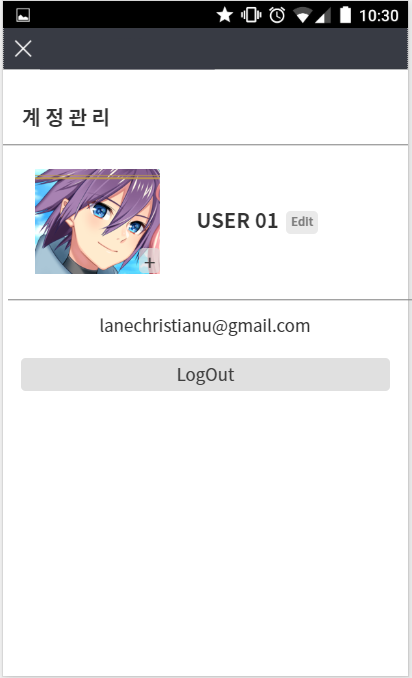 10:30
계 정 관 리
USER 01 Edit
+
lanechristianu@gmail.com
LogOut